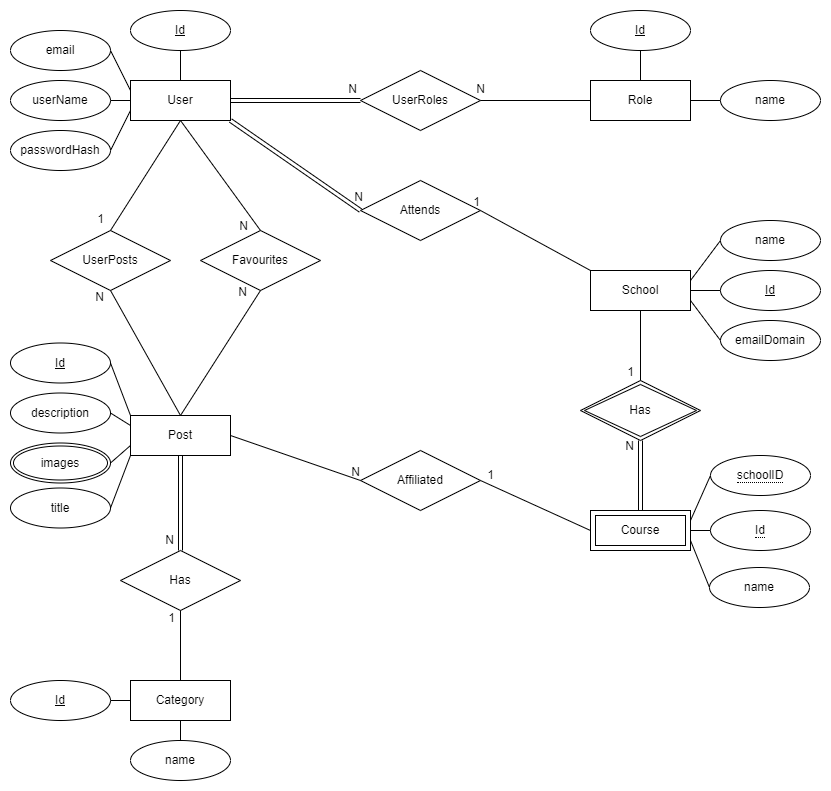 Id
Id
email
userName
User
N
UserRoles
N
Role
name
passwordHash
N
Attends
1
1
N
name
UserPosts
Favourites
School
Id
N
N
emailDomain
Id
1
description
Has
Post
N
images
N
Affiliated
1
schoolID
title
Course
Id
N
Has
name
1
Id
Category
name